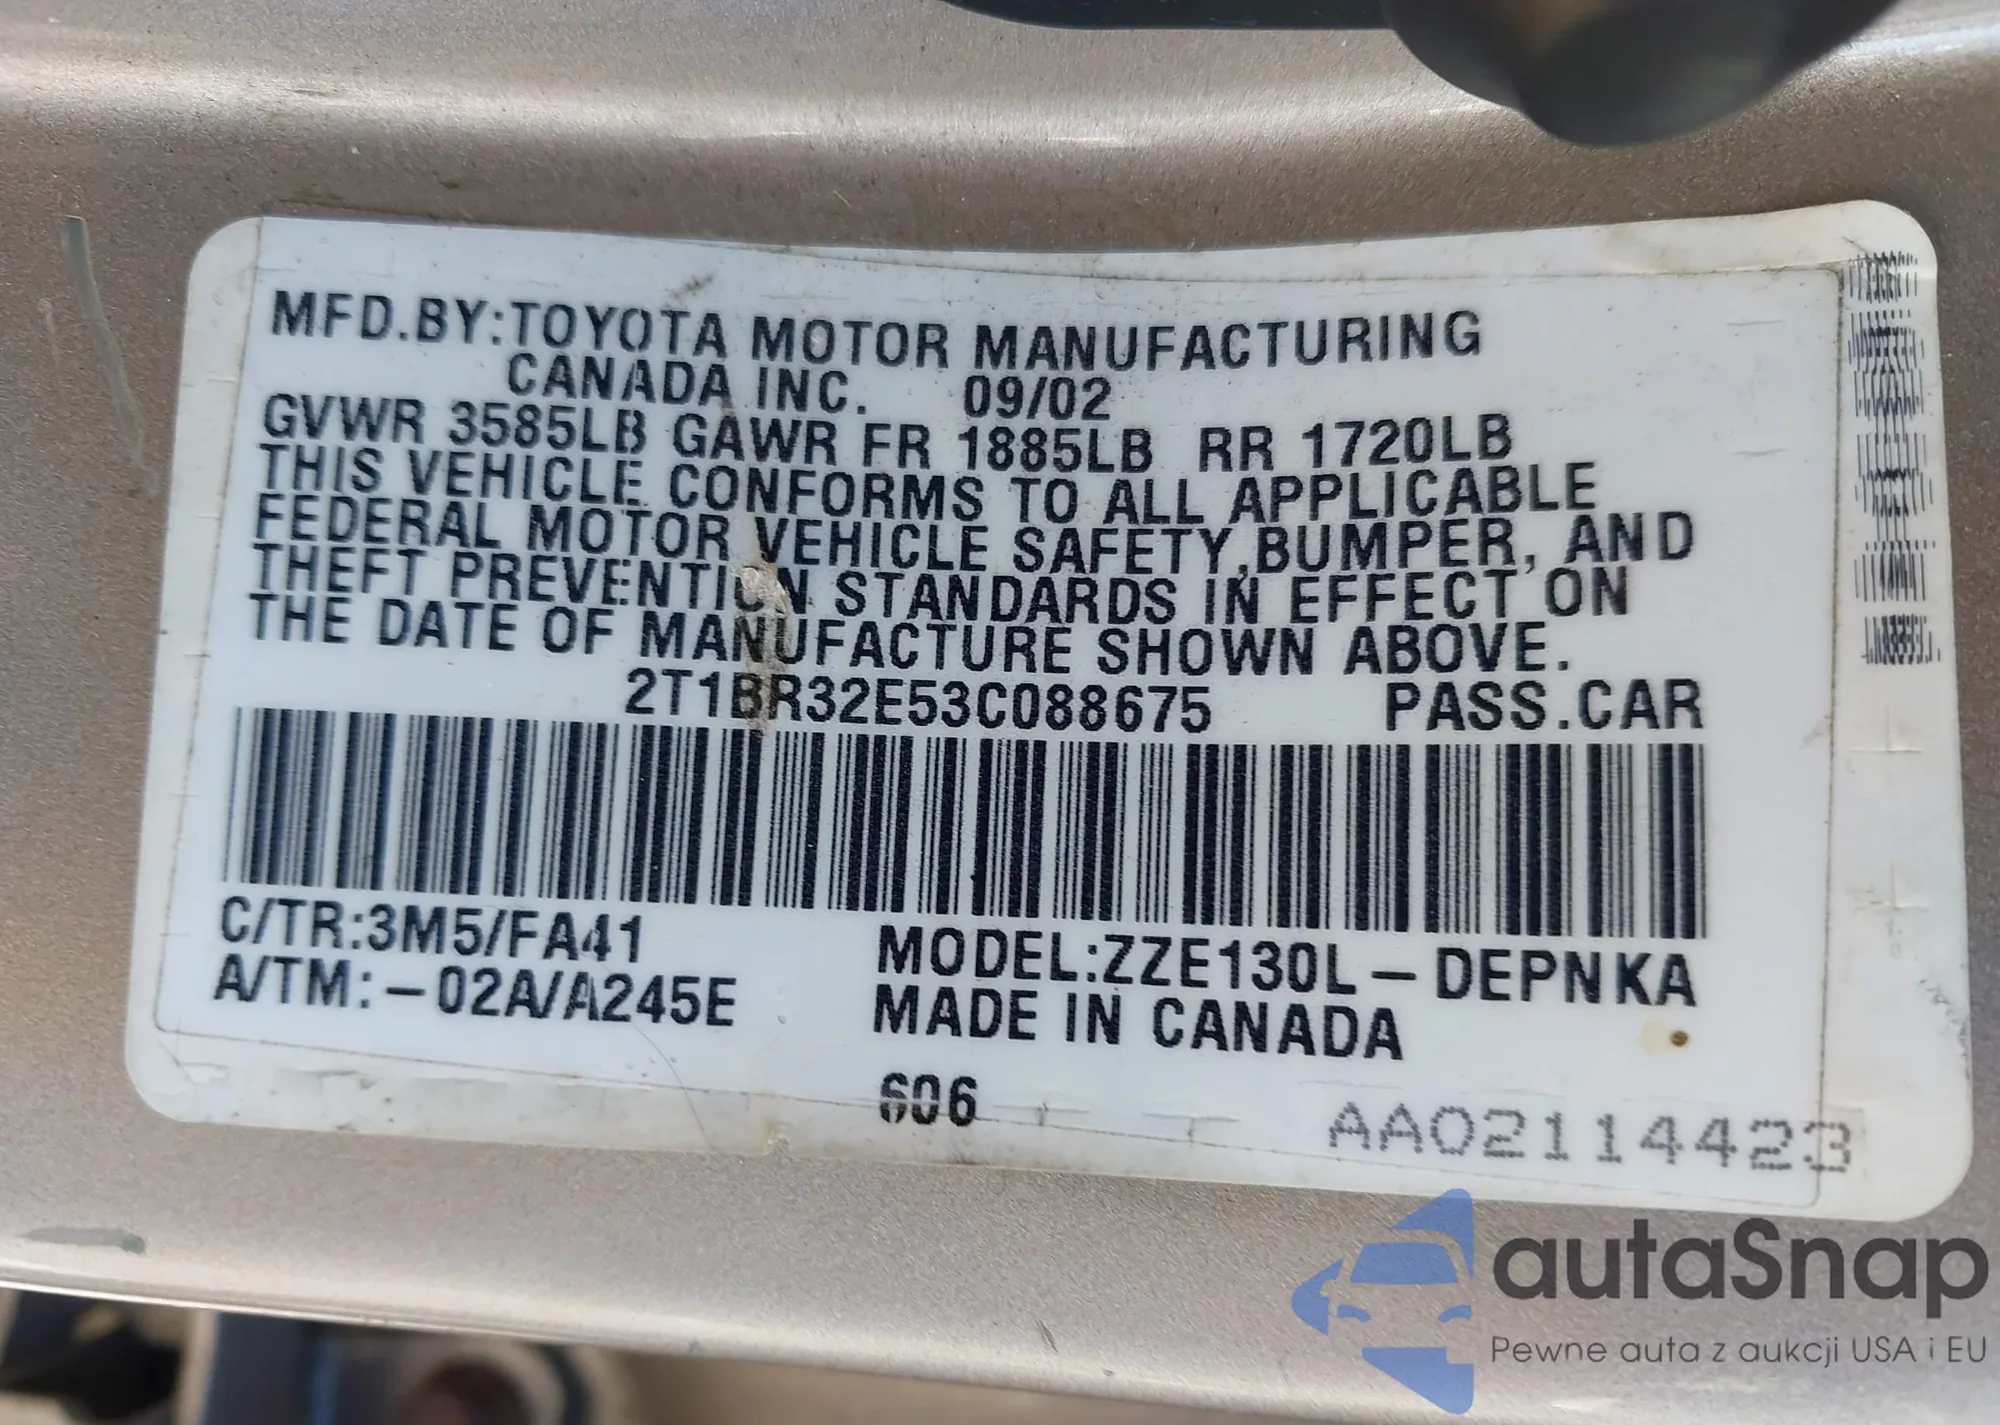 MFD.BY:TOYOTA MOTOR MANUFACTURING
CANADA INC. 09/02
GVWR 3585LB GAWR FR 1885LB RR 1720LB
THIS VEHICLE CONFORMS TO ALL APPLICABLE
FEDERAL MOTOR VEHICLE SAFETY,BUMPER, AND
THEFT PREVENTION STANDARDS IN EFFECT ON
THE DATE OF MANUFACTURE SHOWN ABOVE.
2T1BR32E53C088675 PASS.CAR
C/TR:3M5/FA41
A/TM:-02A/A245E
MODEL:ZZE130L-DEPNKA
MADE IN CANADA
606
AA02114423
autaSnap
Pewne auta z aukcji USA i EU